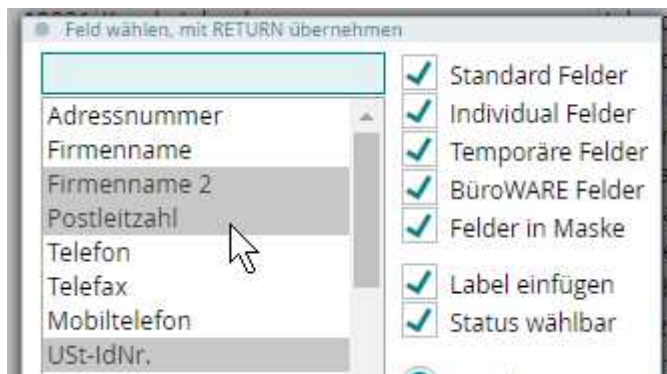 Feld wählen, mit RETURN übernehmen
Adressnummer
Firmenname
Firmenname 2
Postleitzahl
Telefon
Telefax
Mobiltelefon
USt-IdNr.
Standard Felder
Individual Felder
Temporäre Felder
BüroWARE Felder
Felder in Maske
Label einfügen
Status wählbar